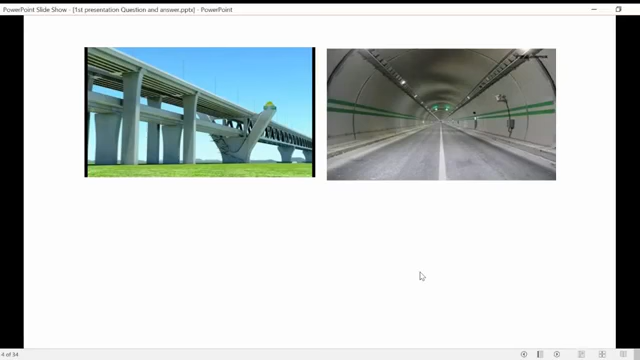 PowerPoint Slide Show - [1st presentation Question and answer.pptx] - PowerPoint
4 of 34